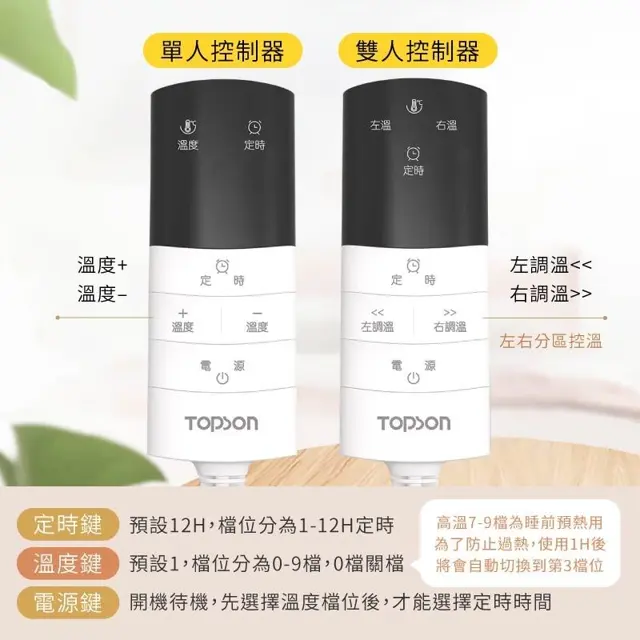 單人控制器
雙人控制器
溫度
定時
左溫
右溫
定時
溫度+
溫度–
定 時
+
溫度
–
溫度
電 源
TOPSON
定 時
<<
左調溫
>>
右調溫
電 源
TOPSON
左調溫<<
右調溫>>
左右分區控溫
定時鍵 預設12H,檔位分為1-12H定時
溫度鍵 預設1,檔位分為0-9檔,0檔關檔
電源鍵 開機待機,先選擇溫度檔位後,才能選擇定時時間
高溫7-9檔為睡前預熱用
為了防止過熱,使用1H後
將會自動切換到第3檔位